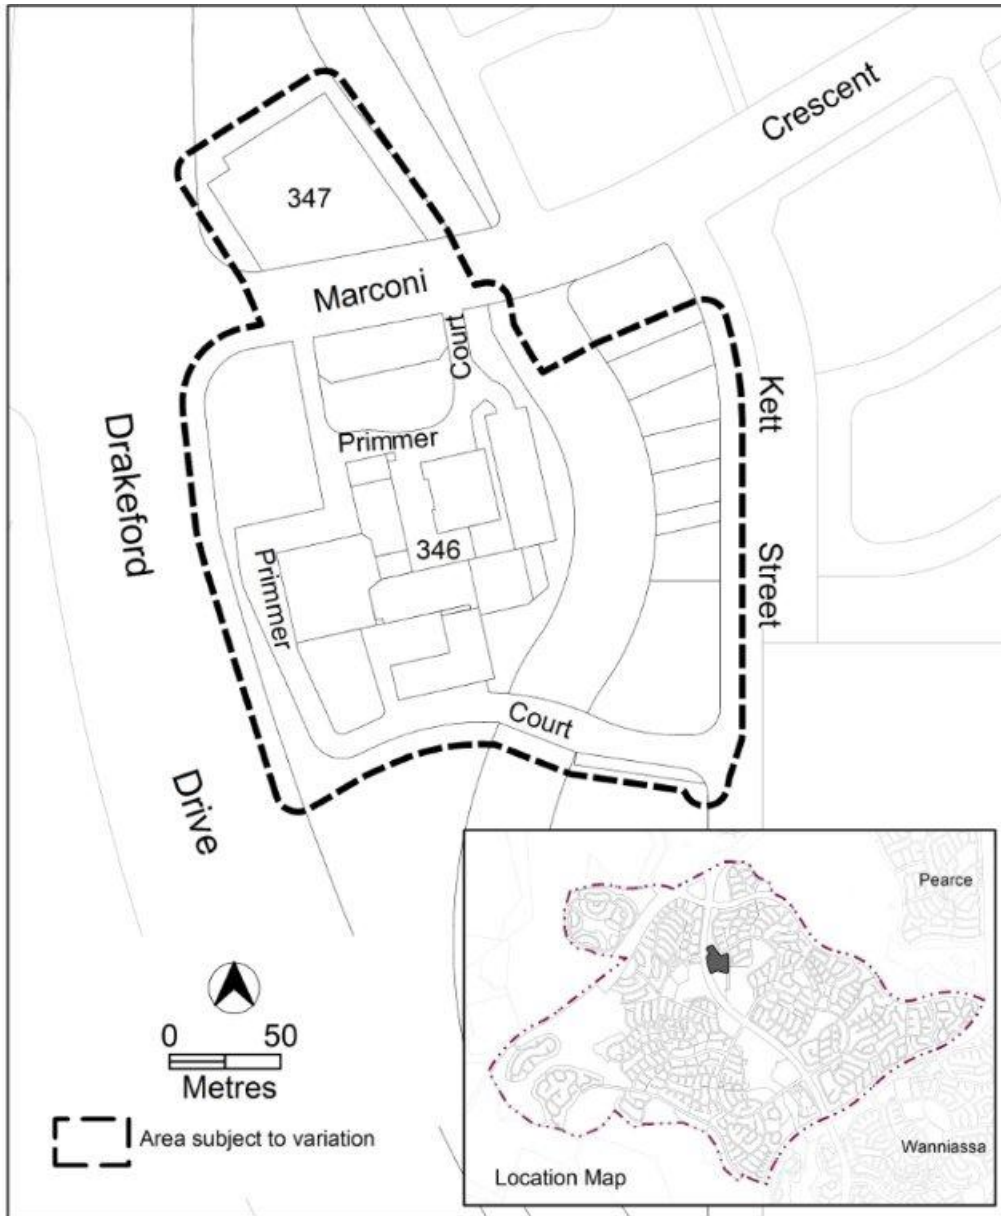 Crescent
347
Marconi
Court
Kett
Drakeford
Primmer
346
Street
Primmer
Court
Drive
0 50
Metres
Area subject to variation
Pearce
Wanniassa
Location Map